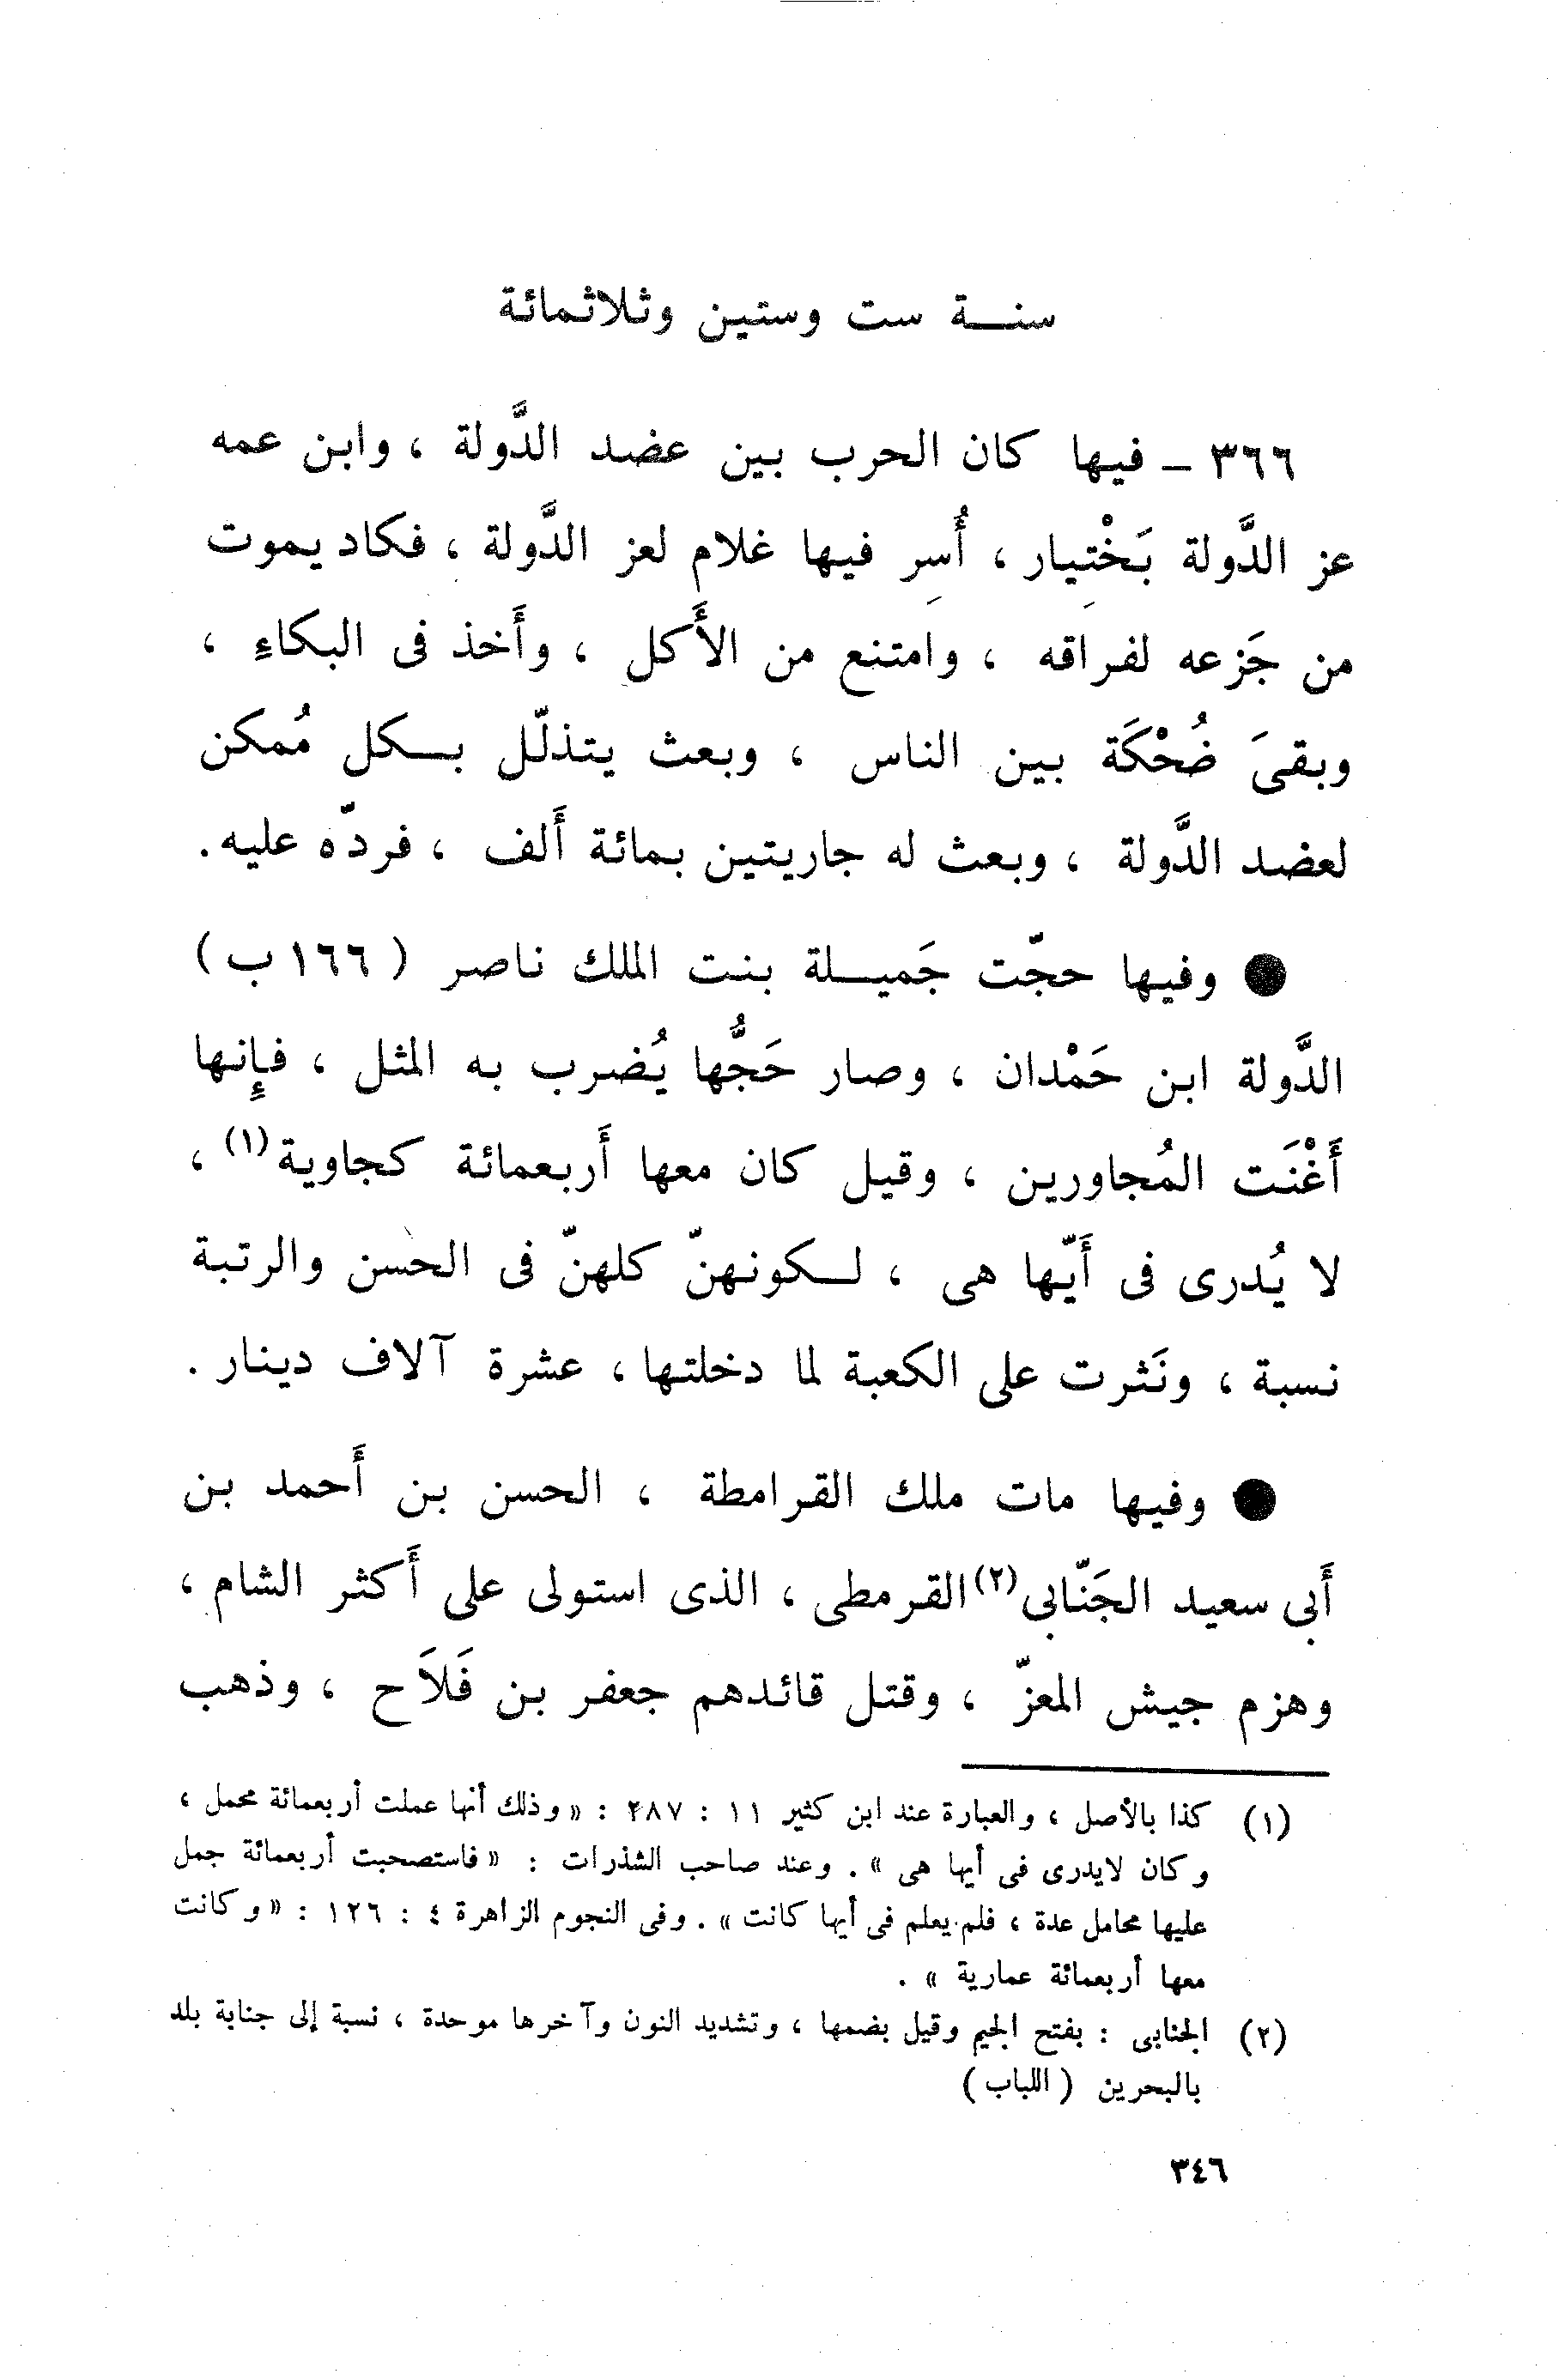 سنة ست وستين وثلاثمائة
٣٦٦ – فيها كان الحرب بين عضد الدَّولة ، وابن عمه
عز الدَّولة بَخْتِيار ، أُسِر فيها غلام لعز الدَّولة ، فكاد يموت
من جَزعه لفراقه ، وامتنع من الأَكل ، وأَخذ فى البكاءِ ،
وبقىَ ضُحْكَة بين الناس ، وبعث يتذلّل بكل مُمكن
لعضد الدَّولة ، وبعث له جاريتين بمائة أَلف ، فردّه عليه .
● وفيها حجّت جَميلة بنت الملك ناصر ( ١٦٦ ب )
الدَّولة ابن حَمْدان ، وصار حَجُّها يُضرب به المثل ، فإِنها
أَغْنَت المُجاورين ، وقيل كان معها أَربعمائة كجاوية(١) ،
لا يُدرى فى أَيّها هى ، لكونهنّ كلهنّ فى الحسن والرتبة
نسبة ، ونَثرت على الكعبة لما دخلتها ، عشرة آلاف دينار .
● وفيها مات ملك القرامطة ، الحسن بن أَحمد بن
أَبى سعيد الجَنّابى(٢) القرمطى ، الذى استولى على أَكثر الشام ،
وهزم جيش المعزّ ، وقتل قائدهم جعفر بن فَلاَح ، وذهب
(١) كذا بالأصل ، والعبارة عند ابن كثير ١١ : ٢٨٧ : « وذلك أنها عملت أربعمائة محمل ،
وكان لايدرى فى أيها هى » . وعند صاحب الشذرات : « فاستصحبت أربعمائة جمل
عليها محامل عدة ، فلم يعلم فى أيها كانت » . وفى النجوم الزاهرة ٤ : ١٢٦ : « وكانت
معها أربعمائة عمارية » .
(٢) الجنابى : بفتح الجيم وقيل بضمها ، وتشديد النون وآخرها موحدة ، نسبة إلى جنابة بلد
بالبحرين ( اللباب )
٣٤٦